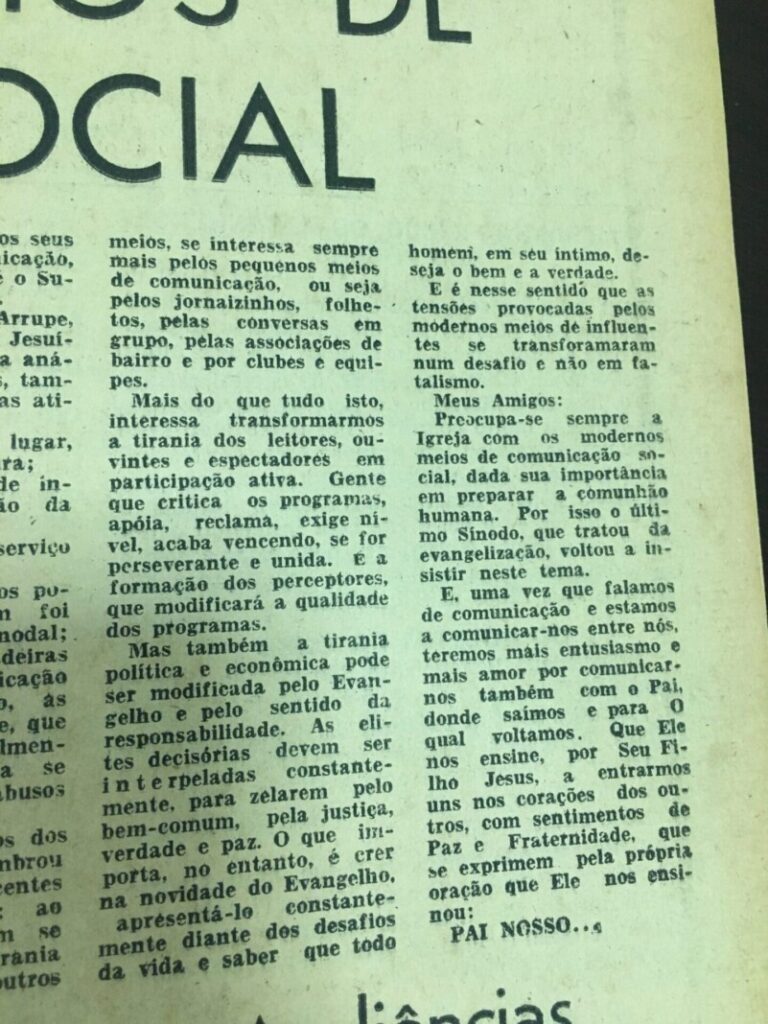 DE
OCIAL
os seus
icação,
e o Su-
Arrupe,
Jesuí-
a aná-
s, tam-
as ati-
lugar,
ra;
de in-
ão da
serviço
os po-
m foi
nodal;
deiras
icação
o, às
e, que
lmen-
a se
abusos
os dos
mbrou
centes
: ao
m se
irania
outros
meios, se interessa sempre
mais pelos pequenos meios
de comunicação, ou seja
pelos jornaizinhos, folhe-
tos, pelas conversas em
grupo, pelas associações de
bairro e por clubes e equi-
pes.
Mais do que tudo isto,
interessa transformarmos
a tirania dos leitores, ou-
vintes e espectadores em
participação ativa. Gente
que critica os programas,
apóia, reclama, exige ní-
vel, acaba vencendo, se for
perseverante e unida. É a
formação dos perceptores,
que modificará a qualidade
dos programas.
Mas também a tirania
política e econômica pode
ser modificada pelo Evan-
gelho e pelo sentido da
responsabilidade. As eli-
tes decisórias devem ser
interpeladas constante-
mente, para zelarem pelo
bem-comum, pela justiça,
verdade e paz. O que im-
porta, no entanto, é crer
na novidade do Evangelho,
apresentá-lo constante-
mente diante dos desafios
da vida e saber que todo
homem, em seu íntimo, de-
seja o bem e a verdade.
E é nesse sentido que as
tensões provocadas pelos
modernos meios de influen-
tes se transforamaram
num desafio e não em fa-
talismo.
Meus Amigos:
Preocupa-se sempre a
Igreja com os modernos
meios de comunicação so-
cial, dada sua importância
em preparar a comunhão
humana. Por isso o últi-
mo Sínodo, que tratou da
evangelização, voltou a in-
sistir neste tema.
E, uma vez que falamos
de comunicação e estamos
a comunicar-nos entre nós,
teremos mais entusiasmo e
mais amor por comunicar-
nos também com o Pai,
donde saímos e para O
qual voltamos. Que Ele
nos ensine, por Seu Fi-
lho Jesus, a entrarmos
uns nos corações dos ou-
tros, com sentimentos de
Paz e Fraternidade, que
se exprimem pela própria
oração que Ele nos ensi-
nou:
PAI NOSSO...